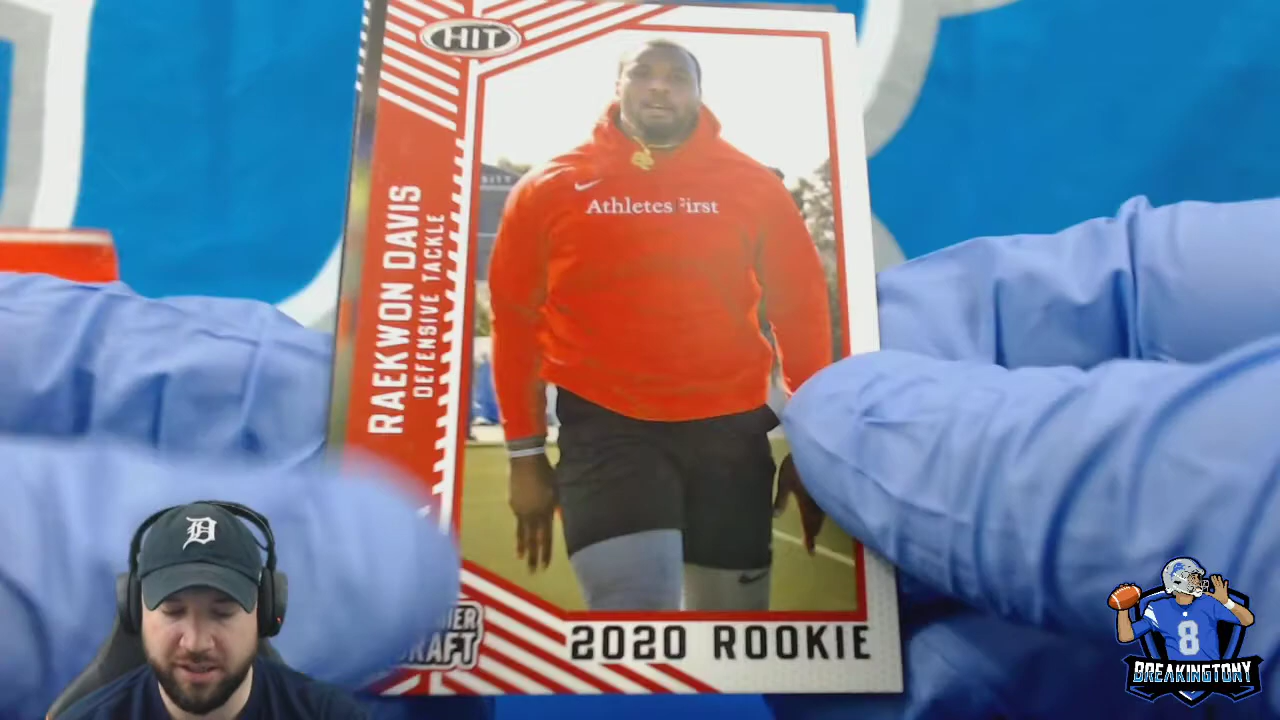 HIT
RAEKWON DAVIS
DEFENSIVE TACKLE
Athletes First
2020 ROOKIE
D
8
BREAKINGTONY